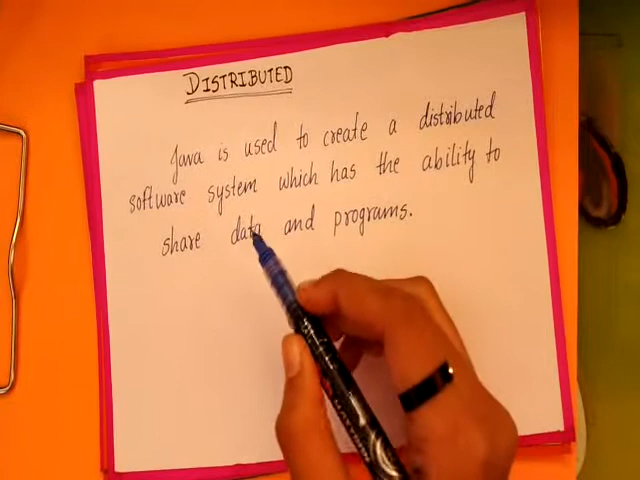 DISTRIBUTED
Java is used to create a distributed
software system which has the ability to
share data and programs.